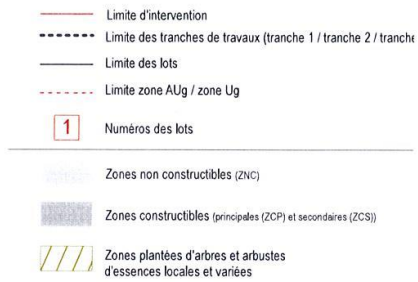 Limite d'intervention
Limite des tranches de travaux (tranche 1 / tranche 2 / tranche
Limite des lots
Limite zone AUg / zone Ug
1 Numéros des lots
Zones non constructibles (ZNC)
Zones constructibles (principales (ZCP) et secondaires (ZCS))
Zones plantées d'arbres et arbustes
d'essences locales et variées